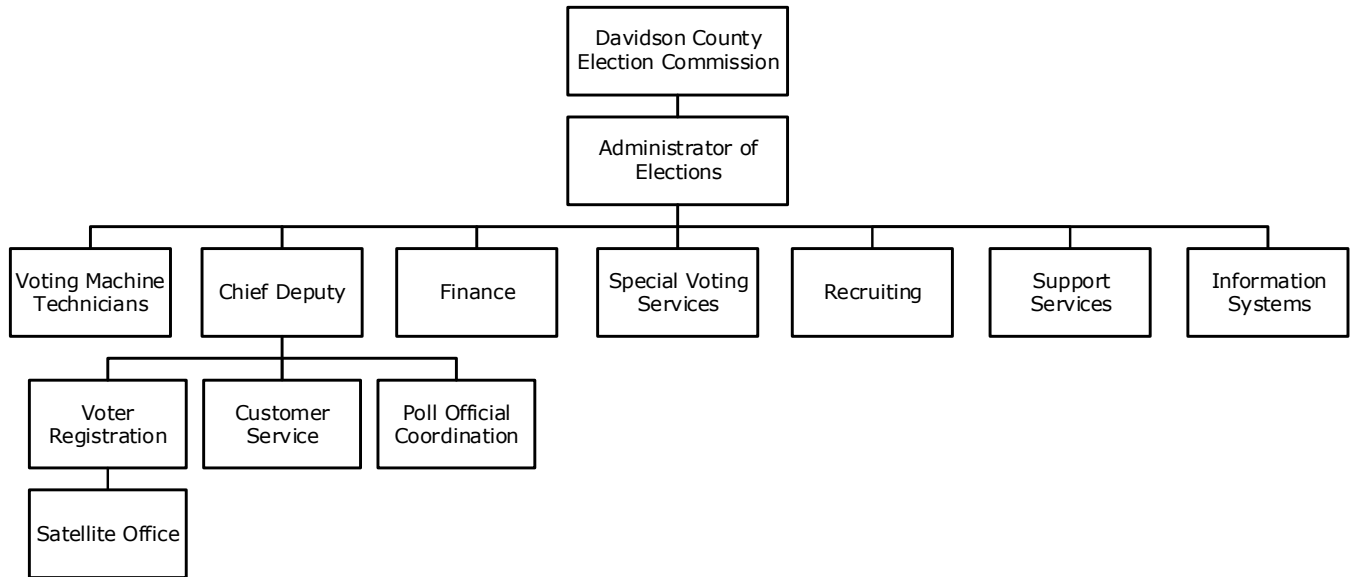 Davidson County
Election Commission
Administrator of
Elections
Voting Machine
Technicians
Chief Deputy
Finance
Special Voting
Services
Recruiting
Support
Services
Information
Systems
Voter
Registration
Customer
Service
Poll Official
Coordination
Satellite Office